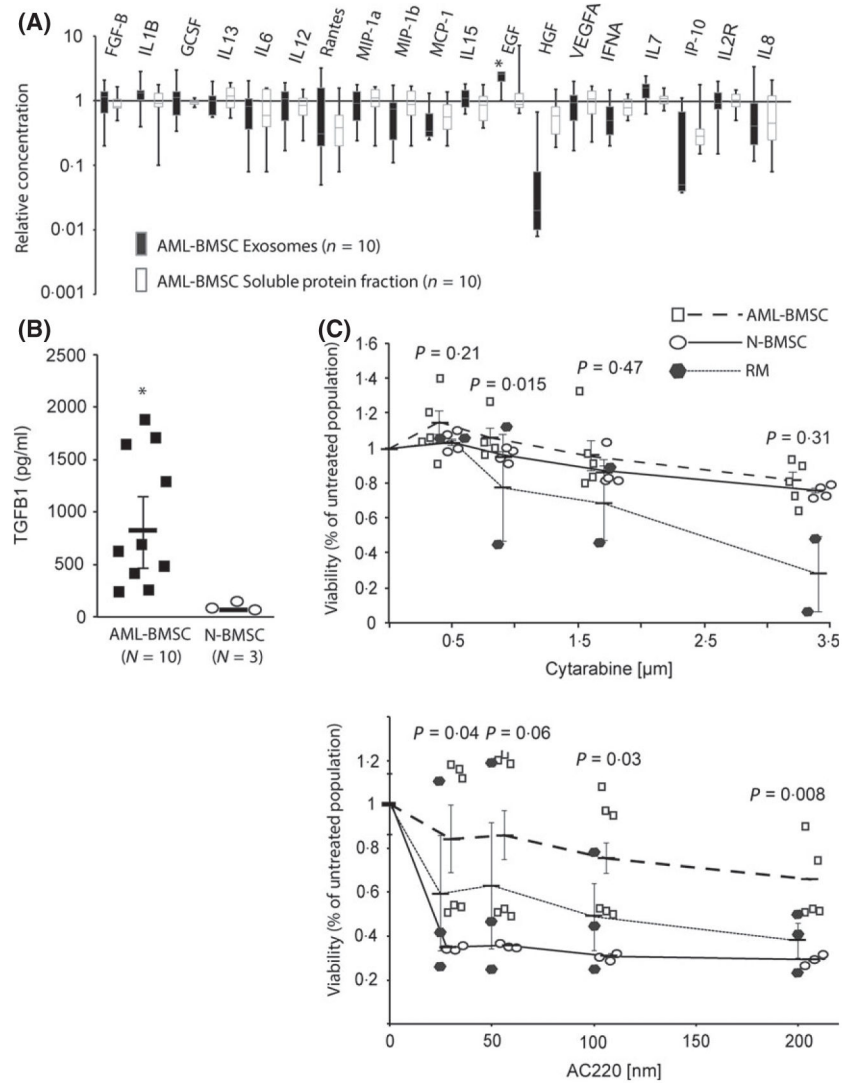 (A)
FGF-B IL1B GCSF IL13 IL6 IL12 Rantes MIP-1a MIP-1b MCP-1 IL15 EGF HGF VEGFA IFNA IL7 IP-10 IL2R IL8
Relative concentration
10
1
0·1
0·01
0·001
*
AML-BMSC Exosomes (n = 10)
AML-BMSC Soluble protein fraction (n = 10)
(B)
TGFB1 (pg/ml)
2500
2000
1500
1000
500
0
*
AML-BMSC
(N = 10)
N-BMSC
(N = 3)
(C)
AML-BMSC
N-BMSC
RM
Viability (% of untreated population)
1·6
1·4
1·2
1
0·8
0·6
0·4
0·2
0
P = 0·21
P = 0·015
P = 0·47
P = 0·31
0·5 1·5 2·5 3·5
Cytarabine [µm]
Viability (% of untreated population)
1·2
1
0·8
0·6
0·4
0·2
P = 0·04 P = 0·06
P = 0·03
P = 0·008
0 50 100 150 200
AC220 [nm]